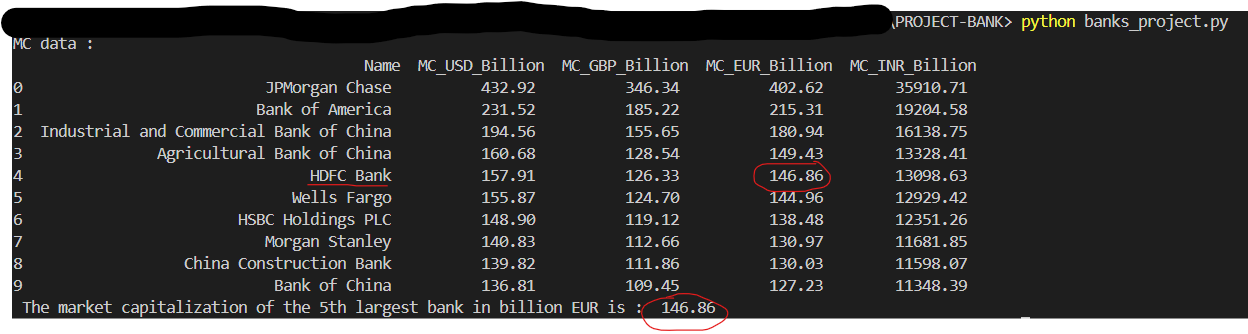 \PROJECT-BANK> python banks_project.py
MC data :
Name MC_USD_Billion MC_GBP_Billion MC_EUR_Billion MC_INR_Billion
0 JPMorgan Chase 432.92 346.34 402.62 35910.71
1 Bank of America 231.52 185.22 215.31 19204.58
2 Industrial and Commercial Bank of China 194.56 155.65 180.94 16138.75
3 Agricultural Bank of China 160.68 128.54 149.43 13328.41
4 HDFC Bank 157.91 126.33 146.86 13098.63
5 Wells Fargo 155.87 124.70 144.96 12929.42
6 HSBC Holdings PLC 148.90 119.12 138.48 12351.26
7 Morgan Stanley 140.83 112.66 130.97 11681.85
8 China Construction Bank 139.82 111.86 130.03 11598.07
9 Bank of China 136.81 109.45 127.23 11348.39
The market capitalization of the 5th largest bank in billion EUR is : 146.86